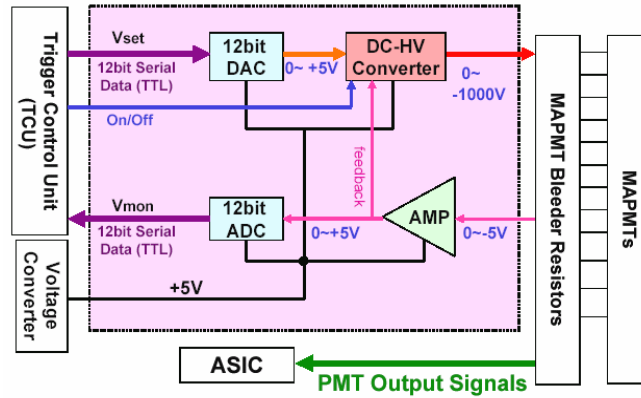 Trigger Control Unit
(TCU)
Vset
12bit Serial
Data (TTL)
On/Off
12bit
DAC
0~ +5V
DC-HV
Converter
0~
-1000V
feedback
Vmon
12bit Serial
Data (TTL)
12bit
ADC
0~+5V
AMP
0~-5V
MAPMT Bleeder
Resistors
MAPMTs
Voltage
Converter
+5V
ASIC
PMT Output Signals